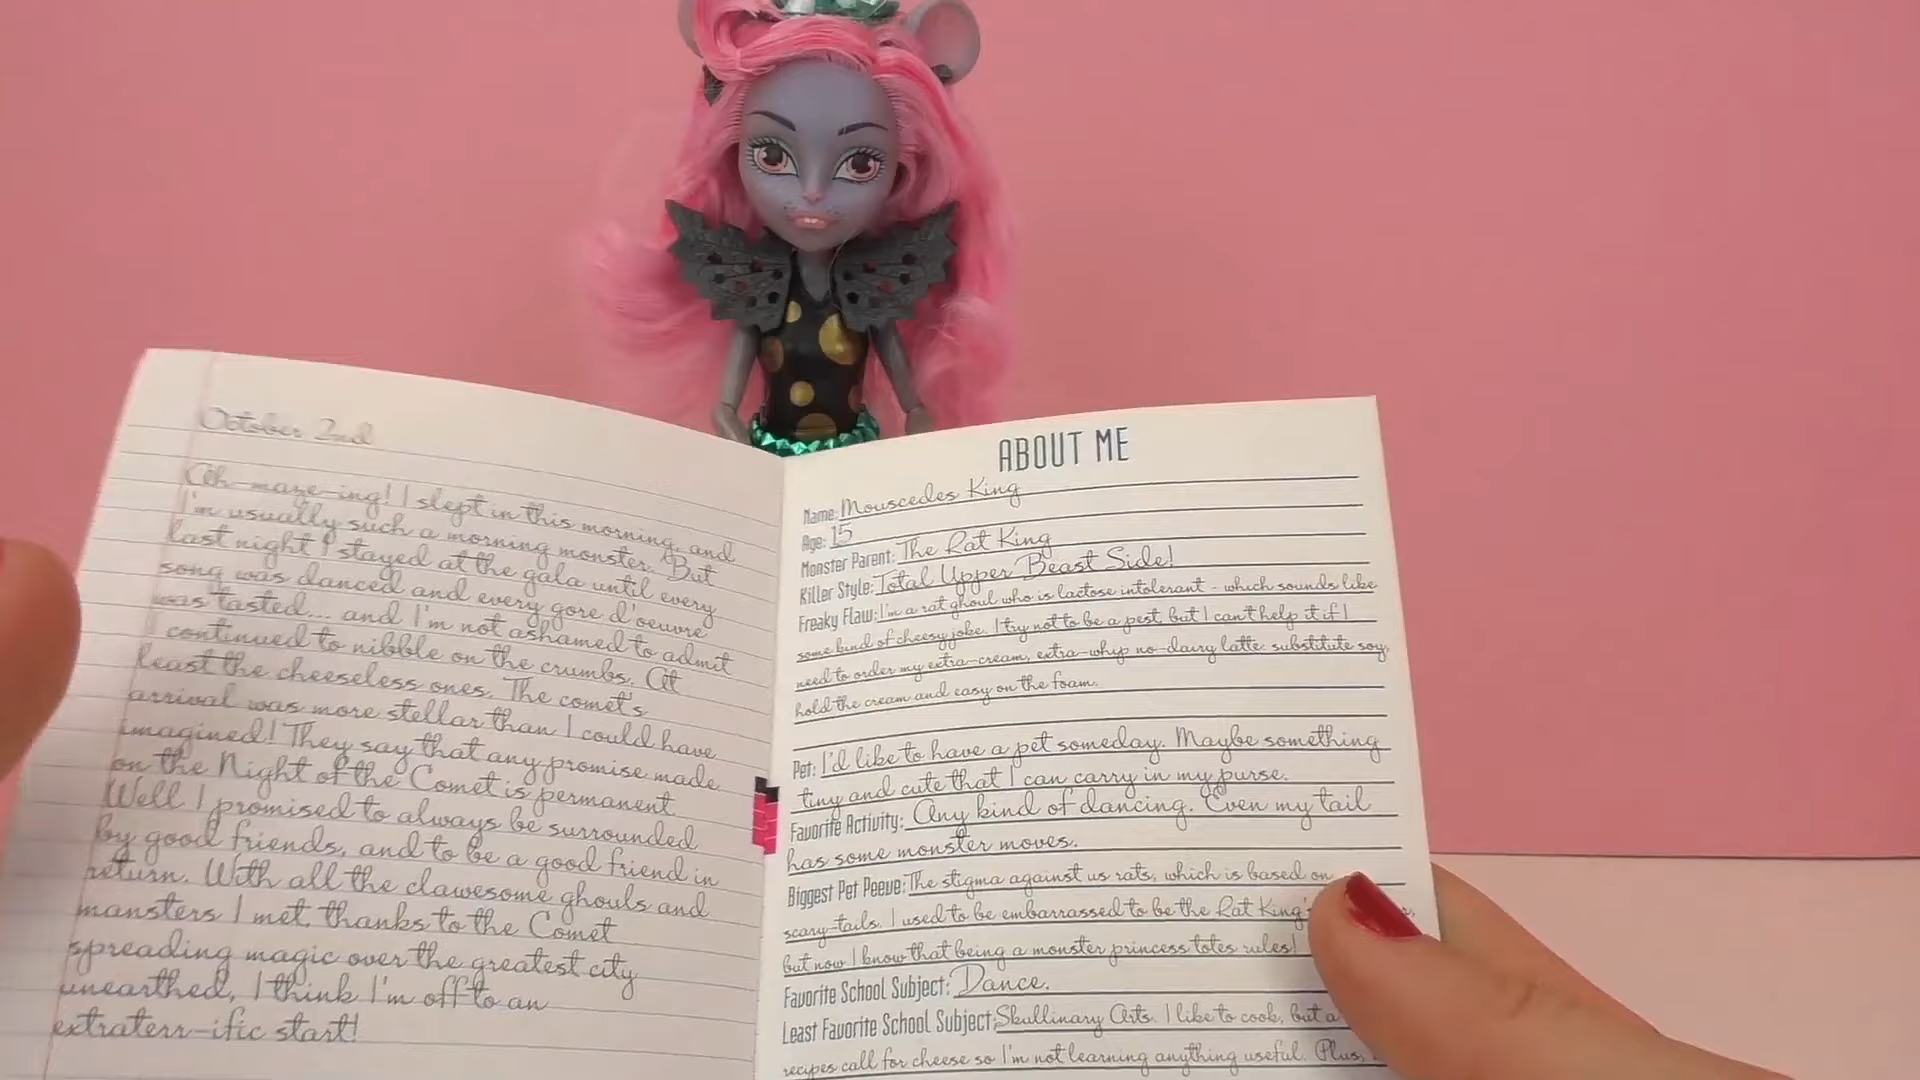 October 2nd
Ah-maze-ing! I slept in this morning, and
I'm usually such a morning monster. But
last night I stayed at the gala until every
song was danced and every gore d'oeuvre
was tasted... and I'm not ashamed to admit
I continued to nibble on the crumbs. At
least the cheeseless ones. The comet's
arrival was more stellar than I could have
imagined! They say that any promise made
on the Night of the Comet is permanent.
Well I promised to always be surrounded
by good friends, and to be a good friend in
return. With all the clawesome ghouls and
mansters I met, thanks to the Comet
spreading magic over the greatest city
unearthed, I think I'm off to an
extraterr-ific start!
ABOUT ME
Name: Mouscedes King
Age: 15
Monster Parent: The Rat King
Killer Style: Total Upper Beast Side!
Freaky Flaw: I'm a rat ghoul who is lactose intolerant - which sounds like
some kind of cheesy joke. I try not to be a pest, but I can't help it if I
need to order my extra-cream, extra-whip no-dairy latte substitute soy,
hold the cream and easy on the foam.
Pet: I'd like to have a pet someday. Maybe something
tiny and cute that I can carry in my purse.
Favorite Activity: Any kind of dancing. Even my tail
has some monster moves.
Biggest Pet Peeve: The stigma against us rats, which is based on
scary-tails. I used to be embarrassed to be the Rat King's
but now I know that being a monster princess totes rules!
Favorite School Subject: Dance.
Least Favorite School Subject: Skullinary Arts. I like to cook, but a
recipes call for cheese so I'm not learning anything useful. Plus,